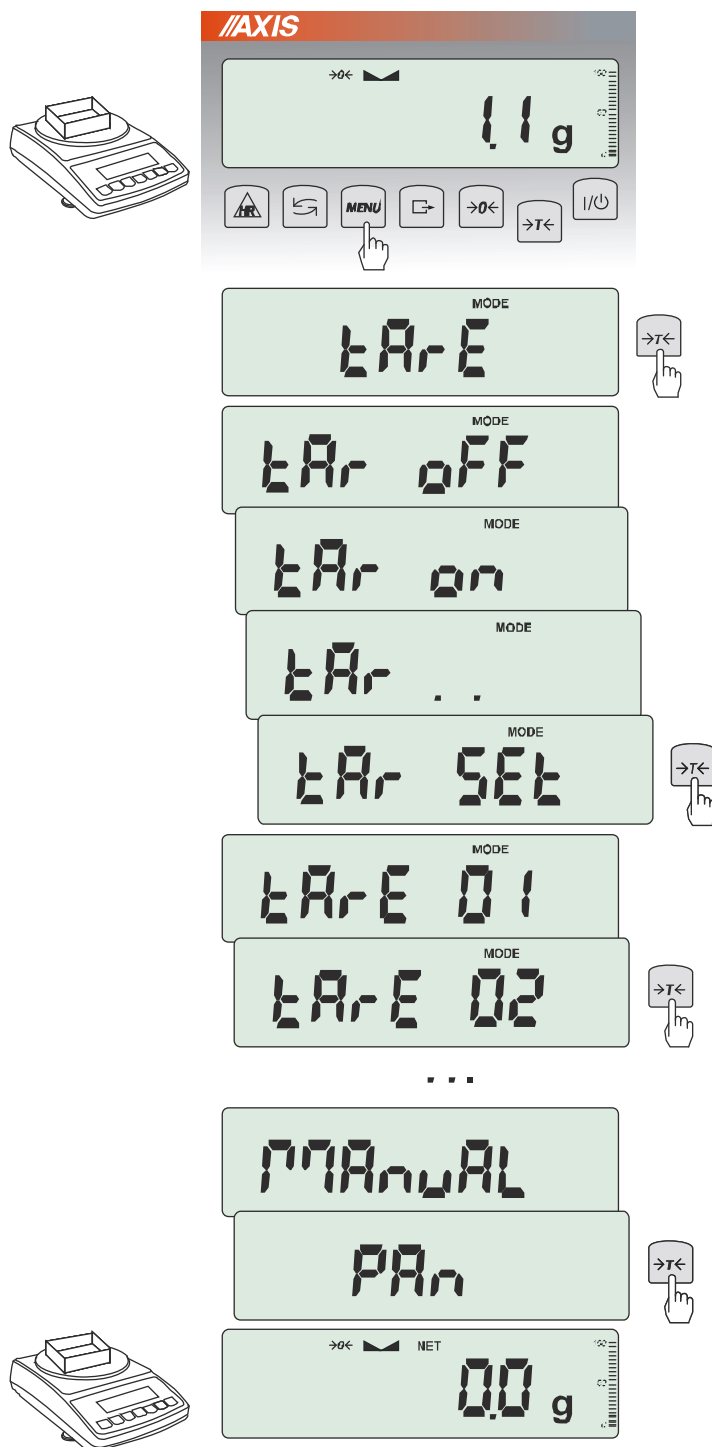 //AXIS
→0←
1.1 g
HR MENU →0← →T← I/⏻
MODE
tArE
→T←
MODE
tAr oFF
MODE
tAr on
MODE
tAr . .
MODE
tAr SEt
→T←
MODE
tArE 01
MODE
tArE 02
→T←
...
MAnuAL
PAn
→T←
→0← NET
0.0 g